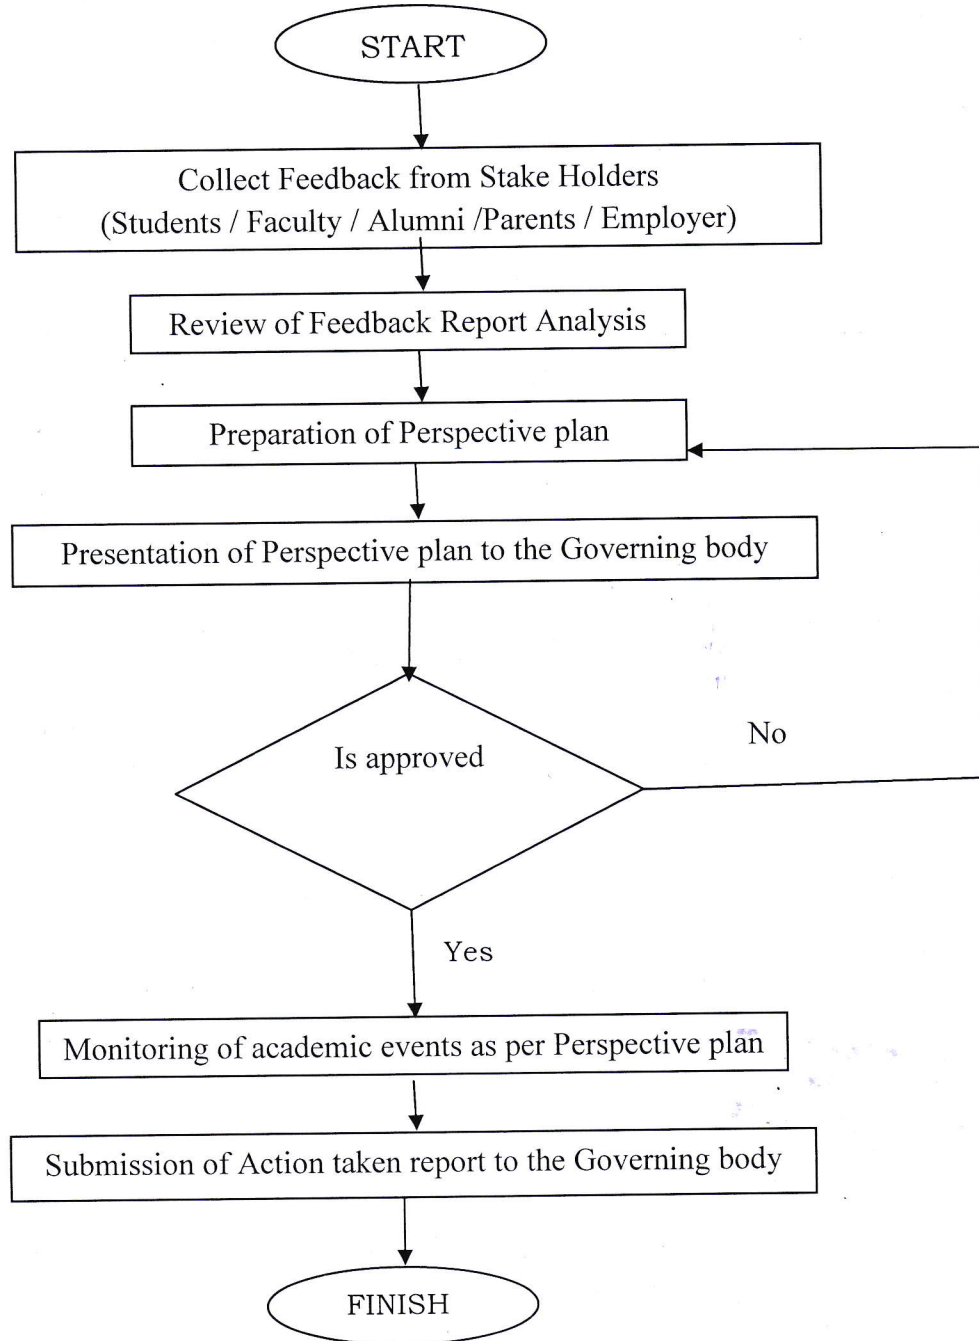 START
Collect Feedback from Stake Holders
(Students / Faculty / Alumni /Parents / Employer)
Review of Feedback Report Analysis
Preparation of Perspective plan
Presentation of Perspective plan to the Governing body
Is approved
No
Yes
Monitoring of academic events as per Perspective plan
Submission of Action taken report to the Governing body
FINISH